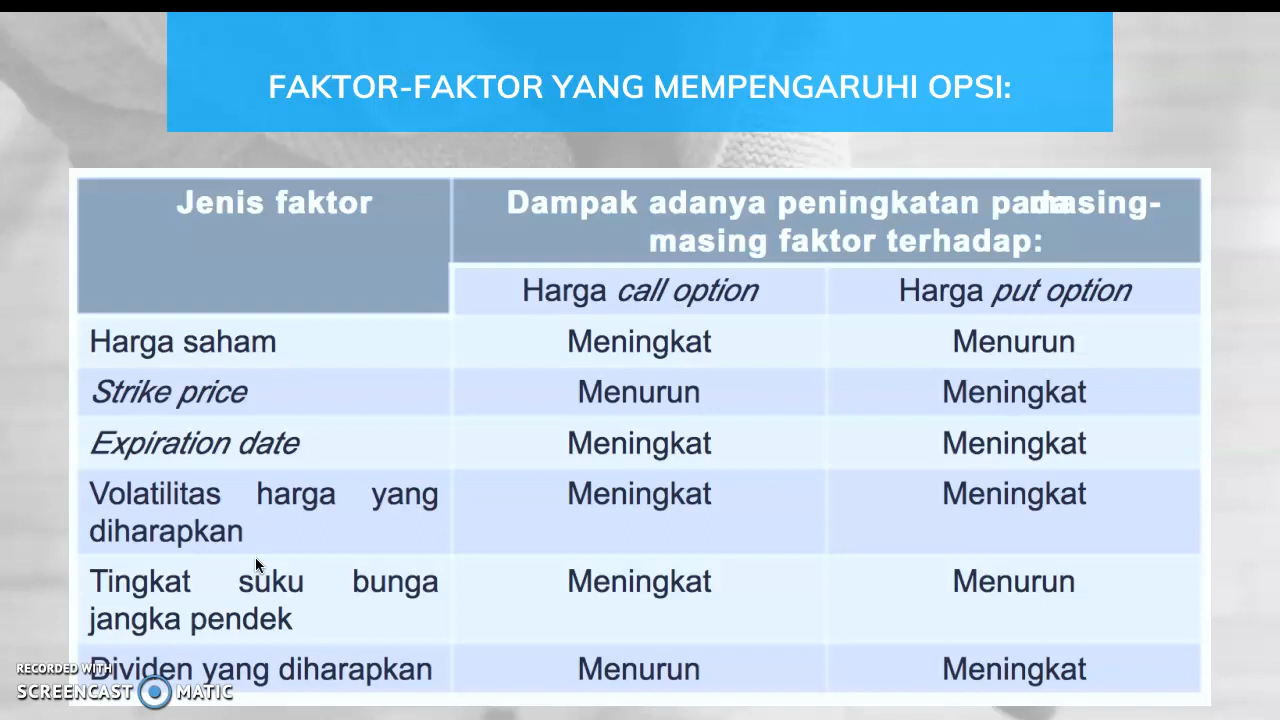 FAKTOR-FAKTOR YANG MEMPENGARUHI OPSI:
Jenis faktor
Dampak adanya peningkatan pada masing-
masing faktor terhadap:
Harga call option Harga put option
Harga saham Meningkat Menurun
Strike price Menurun Meningkat
Expiration date Meningkat Meningkat
Volatilitas harga yang Meningkat Meningkat
diharapkan
Tingkat suku bunga Meningkat Menurun
jangka pendek
Dividen yang diharapkan Menurun Meningkat
RECORDED WITH
SCREENCAST MATIC